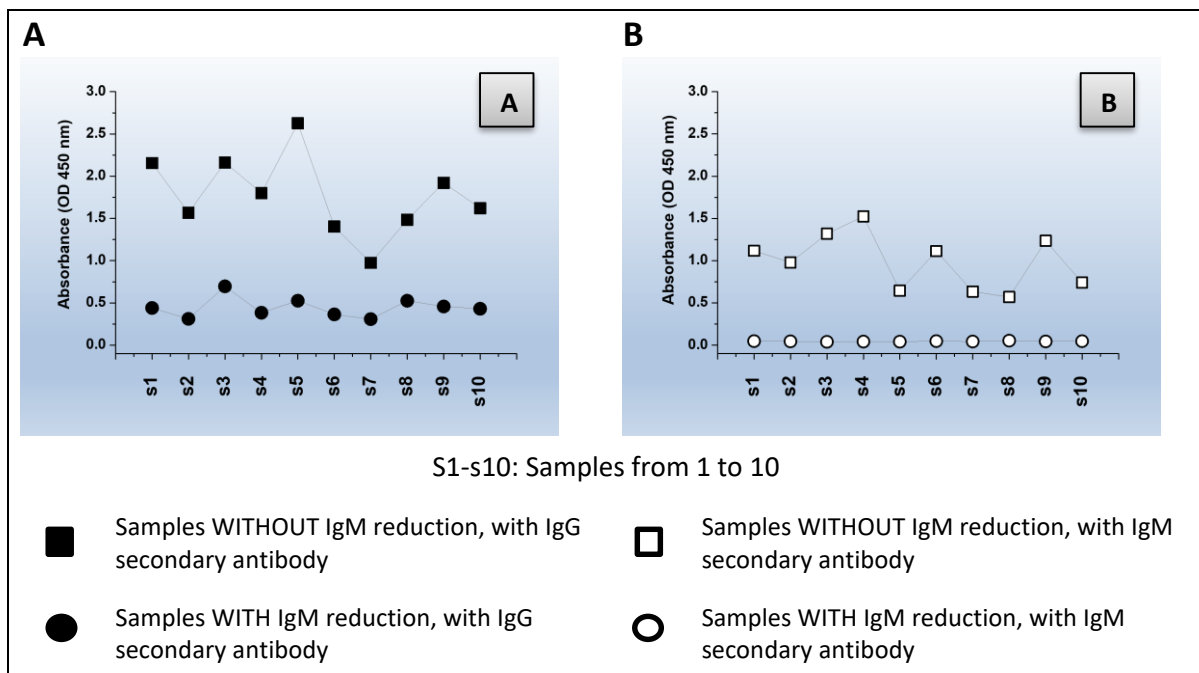 A
B
A
B
3.0
2.5
2.0
1.5
1.0
0.5
0.0
Absorbance (OD 450 nm)
s1
s2
s3
s4
s5
s6
s7
s8
s9
s10
3.0
2.5
2.0
1.5
1.0
0.5
0.0
Absorbance (OD 450 nm)
s1
s2
s3
s4
s5
s6
s7
s8
s9
s10
S1-s10: Samples from 1 to 10
Samples WITHOUT IgM reduction, with IgG
secondary antibody
Samples WITHOUT IgM reduction, with IgM
secondary antibody
Samples WITH IgM reduction, with IgG
secondary antibody
Samples WITH IgM reduction, with IgM
secondary antibody